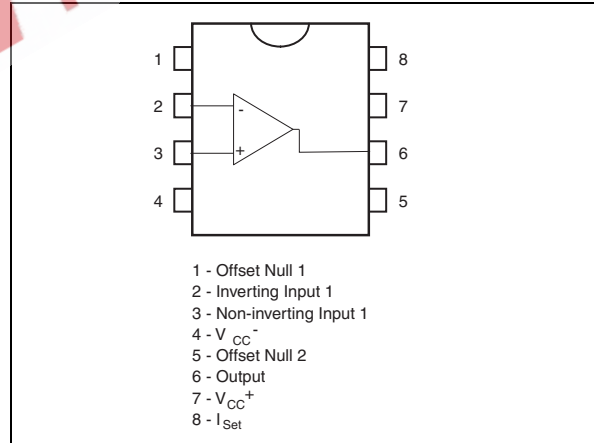 1
8
2
-
7
3
+
6
4
5
1 - Offset Null 1
2 - Inverting Input 1
3 - Non-inverting Input 1
4 - V CC -
5 - Offset Null 2
6 - Output
7 - VCC+
8 - ISet